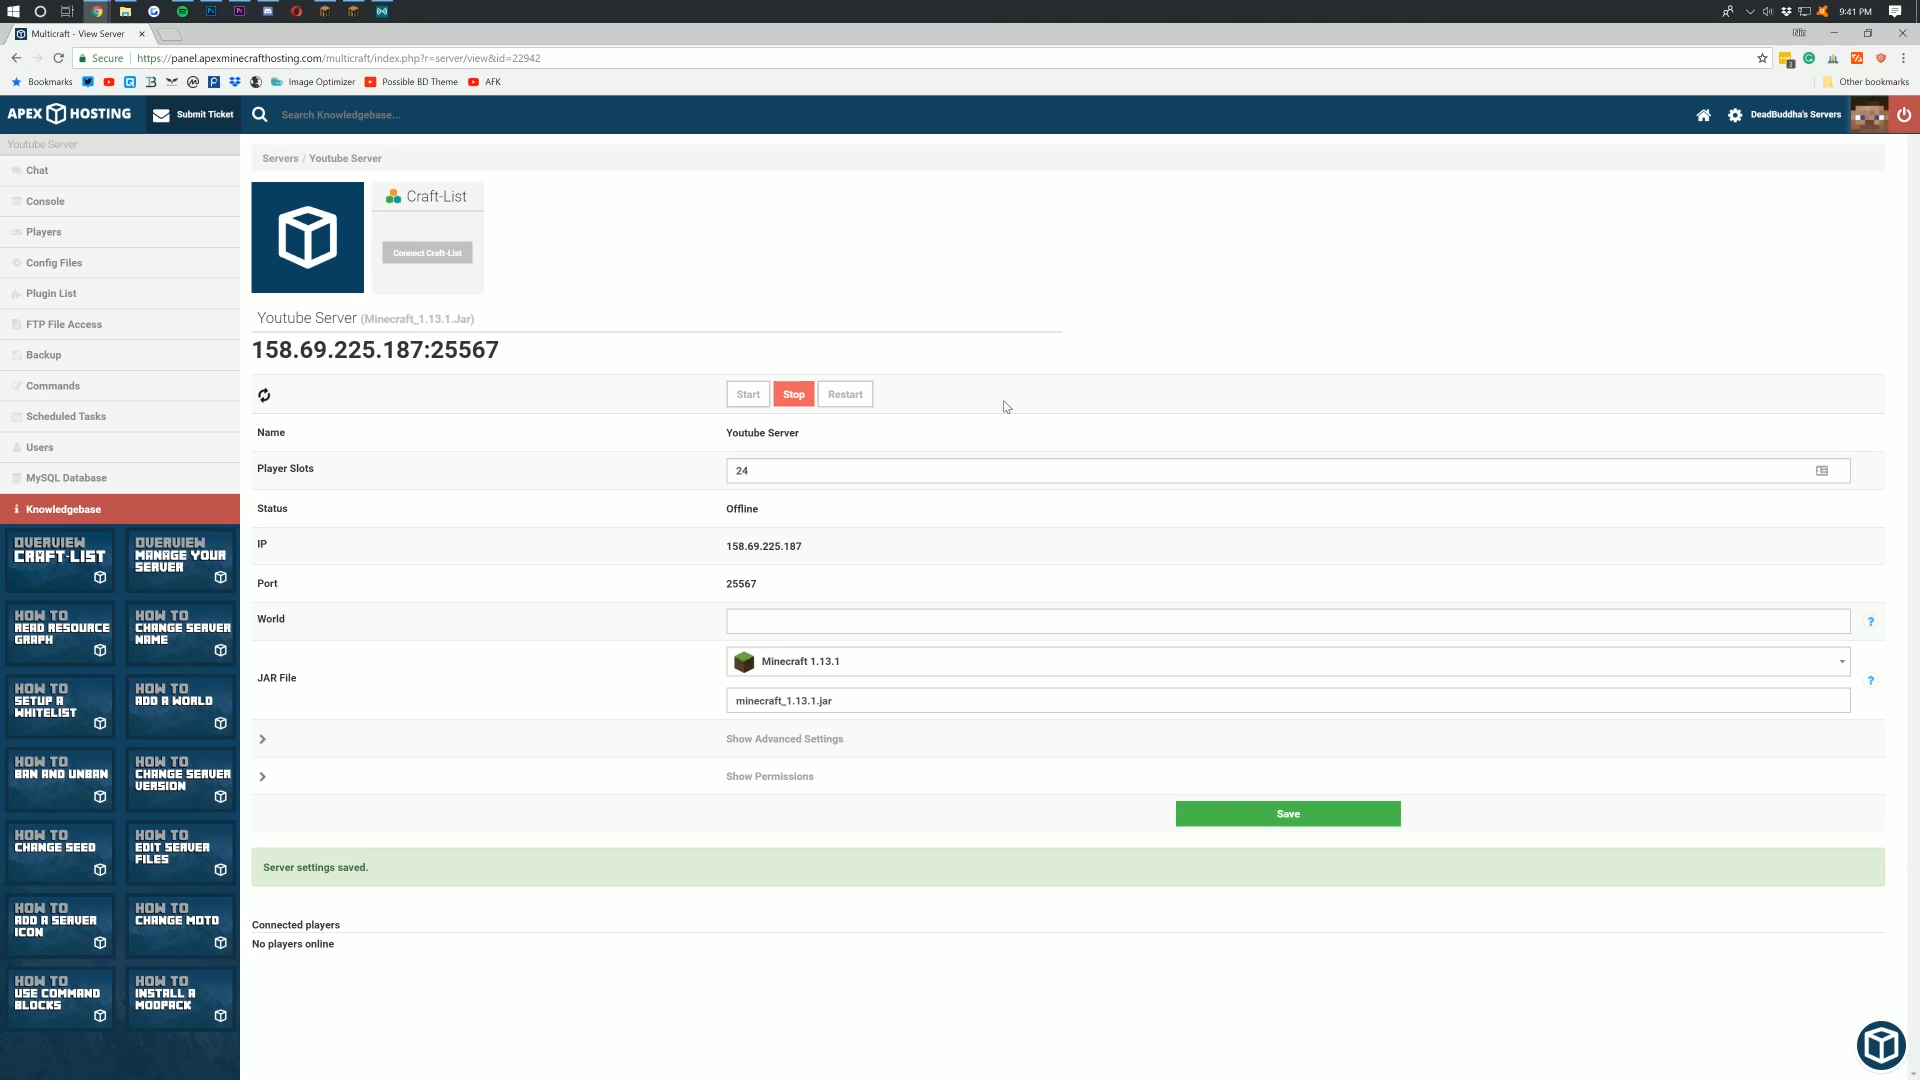 9:41 PM
Multicraft - View Server
Secure
https://panel.apexminecrafthosting.com/multicraft/index.php?r=server/view&id=22942
Bookmarks
Image Optimizer
Possible BD Theme
AFK
Other bookmarks
APEX HOSTING
Submit Ticket
Search Knowledgebase...
DeadBuddha's Servers
Youtube Server
Chat
Console
Players
Config Files
Plugin List
FTP File Access
Backup
Commands
Scheduled Tasks
Users
MySQL Database
Knowledgebase
OVERVIEW
CRAFT-LIST
OVERVIEW
MANAGE YOUR
SERVER
HOW TO
READ RESOURCE
GRAPH
HOW TO
CHANGE SERVER
NAME
HOW TO
SETUP A
WHITELIST
HOW TO
ADD A WORLD
HOW TO
BAN AND UNBAN
HOW TO
CHANGE SERVER
VERSION
HOW TO
CHANGE SEED
HOW TO
EDIT SERVER
FILES
HOW TO
ADD A SERVER
ICON
HOW TO
CHANGE MOTD
HOW TO
USE COMMAND
BLOCKS
HOW TO
INSTALL A
MODPACK
Servers / Youtube Server
Craft-List
Connect Craft-List
Youtube Server (Minecraft_1.13.1.Jar)
158.69.225.187:25567
Start Stop Restart
Name Youtube Server
Player Slots 24
Status Offline
IP 158.69.225.187
Port 25567
World ?
JAR File
Minecraft 1.13.1
?
minecraft_1.13.1.jar
Show Advanced Settings
Show Permissions
Save
Server settings saved.
Connected players
No players online